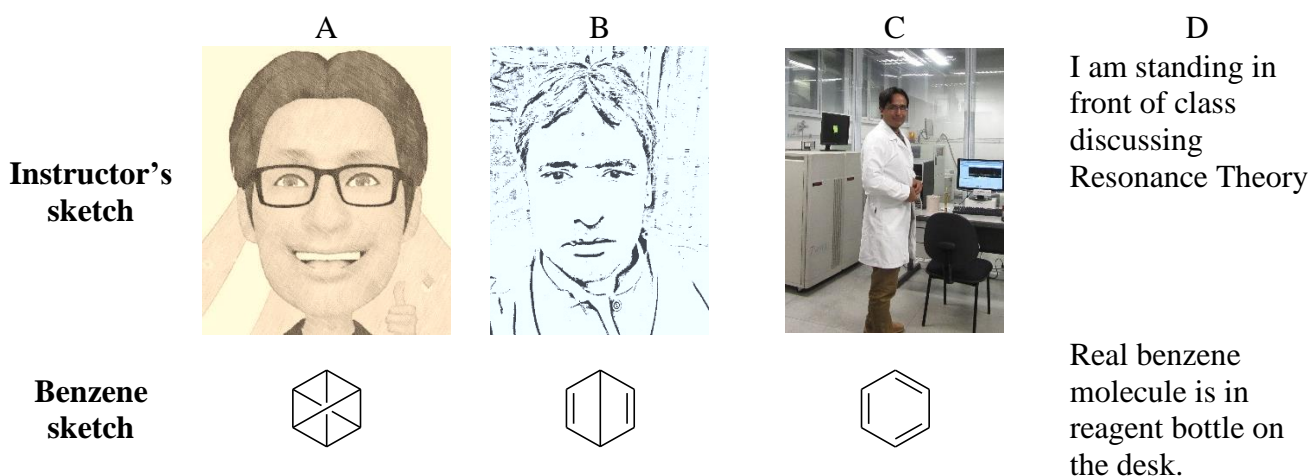 A
B
C
D
Instructor's
sketch
I am standing in
front of class
discussing
Resonance Theory
Benzene
sketch
Real benzene
molecule is in
reagent bottle on
the desk.